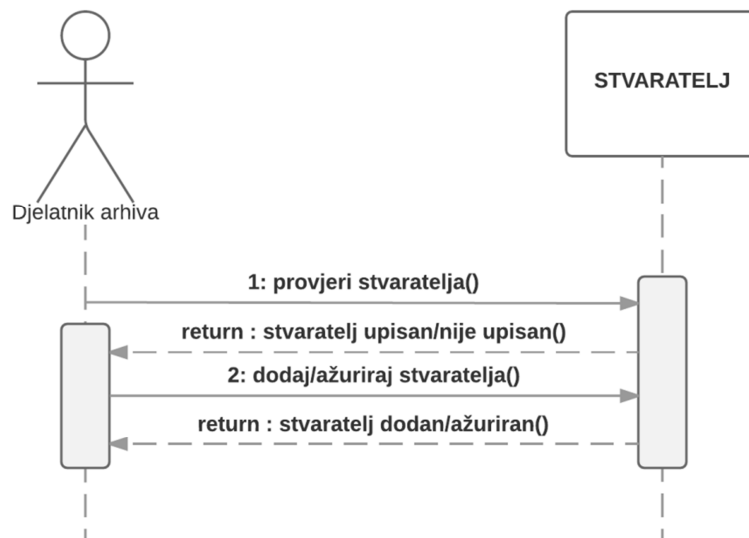 STVARATELJ
Djelatnik arhiva
1: provjeri stvaratelja()
return : stvaratelj upisan/nije upisan()
2: dodaj/ažuriraj stvaratelja()
return : stvaratelj dodan/ažuriran()